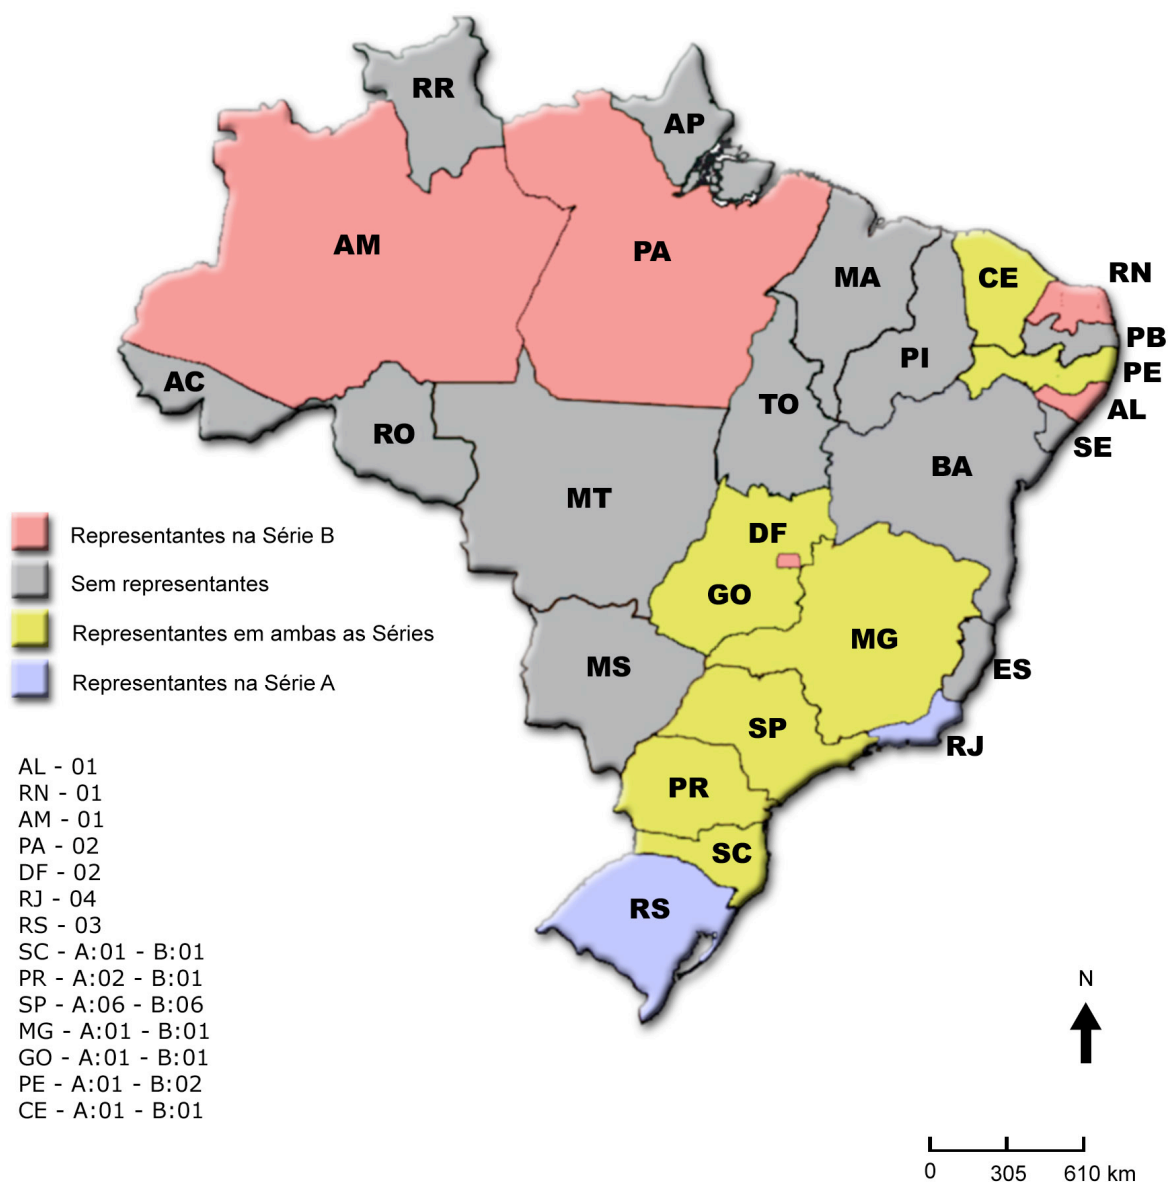 RR
AP
AM
PA
MA
CE
RN
PB
PI
PE
AC
TO
AL
RO
SE
BA
MT
DF
GO
MG
MS
ES
SP
RJ
PR
SC
RS
Representantes na Série B
Sem representantes
Representantes em ambas as Séries
Representantes na Série A
AL - 01
RN - 01
AM - 01
PA - 02
DF - 02
RJ - 04
RS - 03
SC - A:01 - B:01
PR - A:02 - B:01
SP - A:06 - B:06
MG - A:01 - B:01
GO - A:01 - B:01
PE - A:01 - B:02
CE - A:01 - B:01
N
0 305 610 km